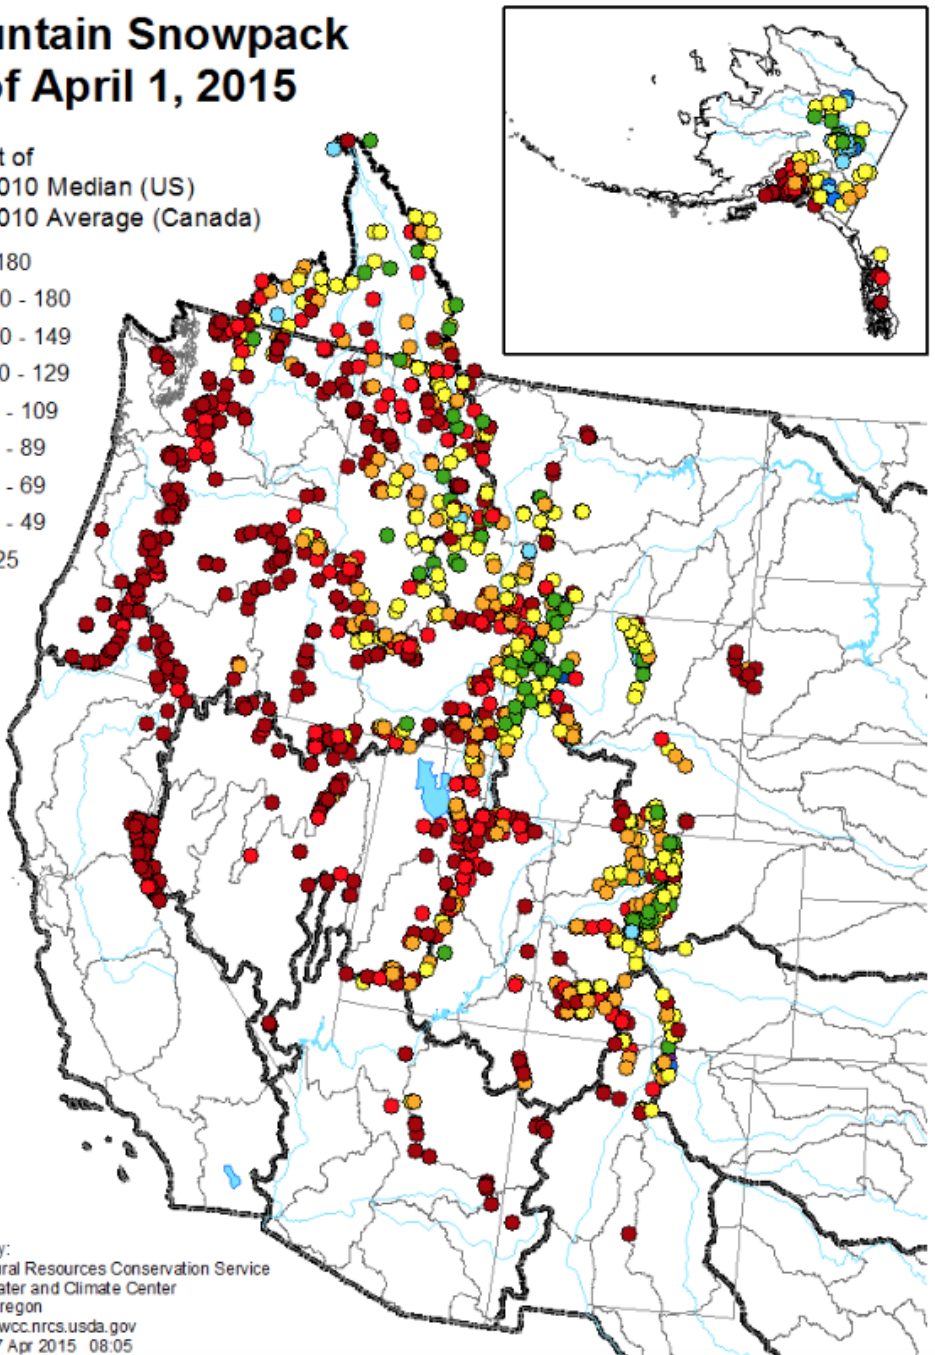 untain Snowpack
of April 1, 2015
t of
010 Median (US)
010 Average (Canada)
180
0 - 180
0 - 149
0 - 129
- 109
- 89
- 69
- 49
25
y:
ural Resources Conservation Service
ater and Climate Center
regon
wcc.nrcs.usda.gov
7 Apr 2015 08:05